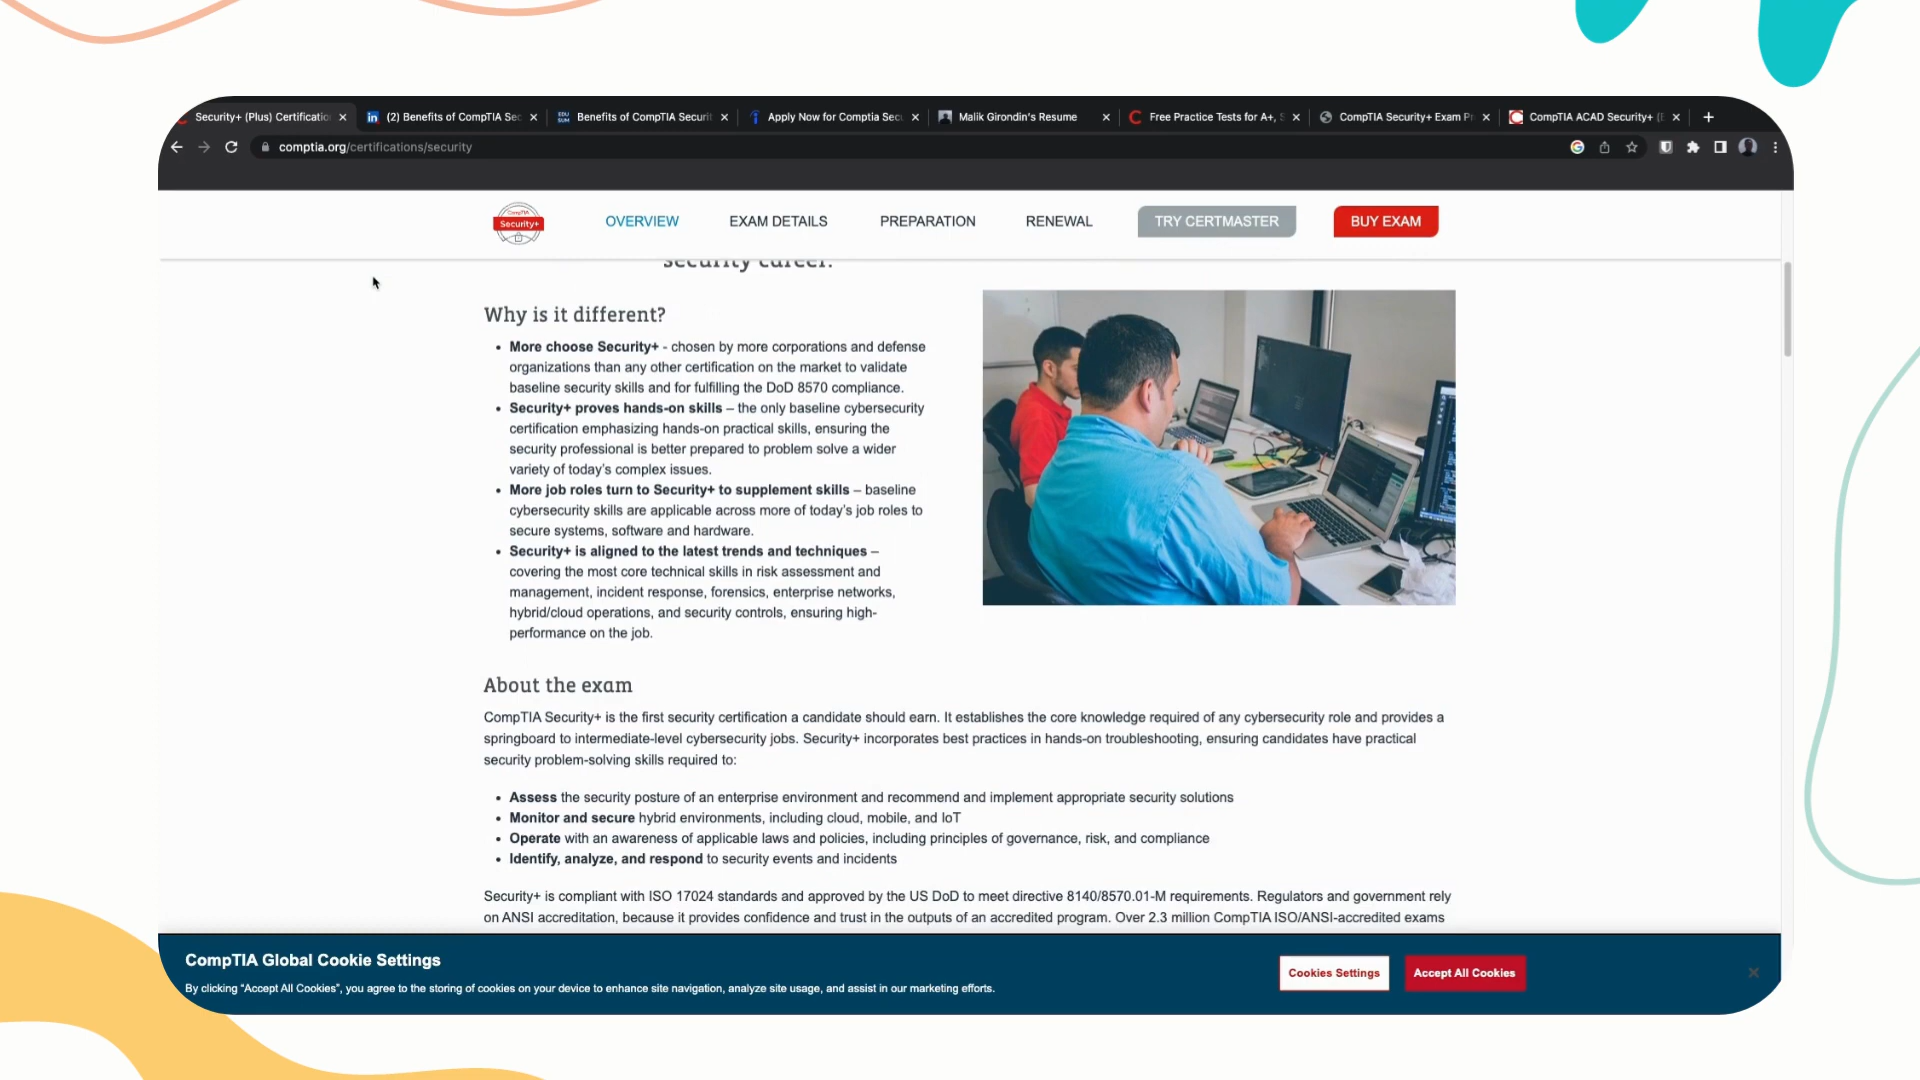 Security+ (Plus) Certificatio
(2) Benefits of CompTIA Sec
EDU
SUM
Benefits of CompTIA Securit
Apply Now for Comptia Secu
Malik Girondin's Resume
Free Practice Tests for A+, S
CompTIA Security+ Exam Pr
CompTIA ACAD Security+ (
comptia.org/certifications/security
CompTIA
Security+
OVERVIEW
EXAM DETAILS
PREPARATION
RENEWAL
TRY CERTMASTER
BUY EXAM
security career.
Why is it different?
• More choose Security+ - chosen by more corporations and defense
organizations than any other certification on the market to validate
baseline security skills and for fulfilling the DoD 8570 compliance.
• Security+ proves hands-on skills – the only baseline cybersecurity
certification emphasizing hands-on practical skills, ensuring the
security professional is better prepared to problem solve a wider
variety of today's complex issues.
• More job roles turn to Security+ to supplement skills – baseline
cybersecurity skills are applicable across more of today's job roles to
secure systems, software and hardware.
• Security+ is aligned to the latest trends and techniques –
covering the most core technical skills in risk assessment and
management, incident response, forensics, enterprise networks,
hybrid/cloud operations, and security controls, ensuring high-
performance on the job.
About the exam
CompTIA Security+ is the first security certification a candidate should earn. It establishes the core knowledge required of any cybersecurity role and provides a
springboard to intermediate-level cybersecurity jobs. Security+ incorporates best practices in hands-on troubleshooting, ensuring candidates have practical
security problem-solving skills required to:
• Assess the security posture of an enterprise environment and recommend and implement appropriate security solutions
• Monitor and secure hybrid environments, including cloud, mobile, and IoT
• Operate with an awareness of applicable laws and policies, including principles of governance, risk, and compliance
• Identify, analyze, and respond to security events and incidents
Security+ is compliant with ISO 17024 standards and approved by the US DoD to meet directive 8140/8570.01-M requirements. Regulators and government rely
on ANSI accreditation, because it provides confidence and trust in the outputs of an accredited program. Over 2.3 million CompTIA ISO/ANSI-accredited exams
CompTIA Global Cookie Settings
By clicking "Accept All Cookies", you agree to the storing of cookies on your device to enhance site navigation, analyze site usage, and assist in our marketing efforts.
Cookies Settings
Accept All Cookies